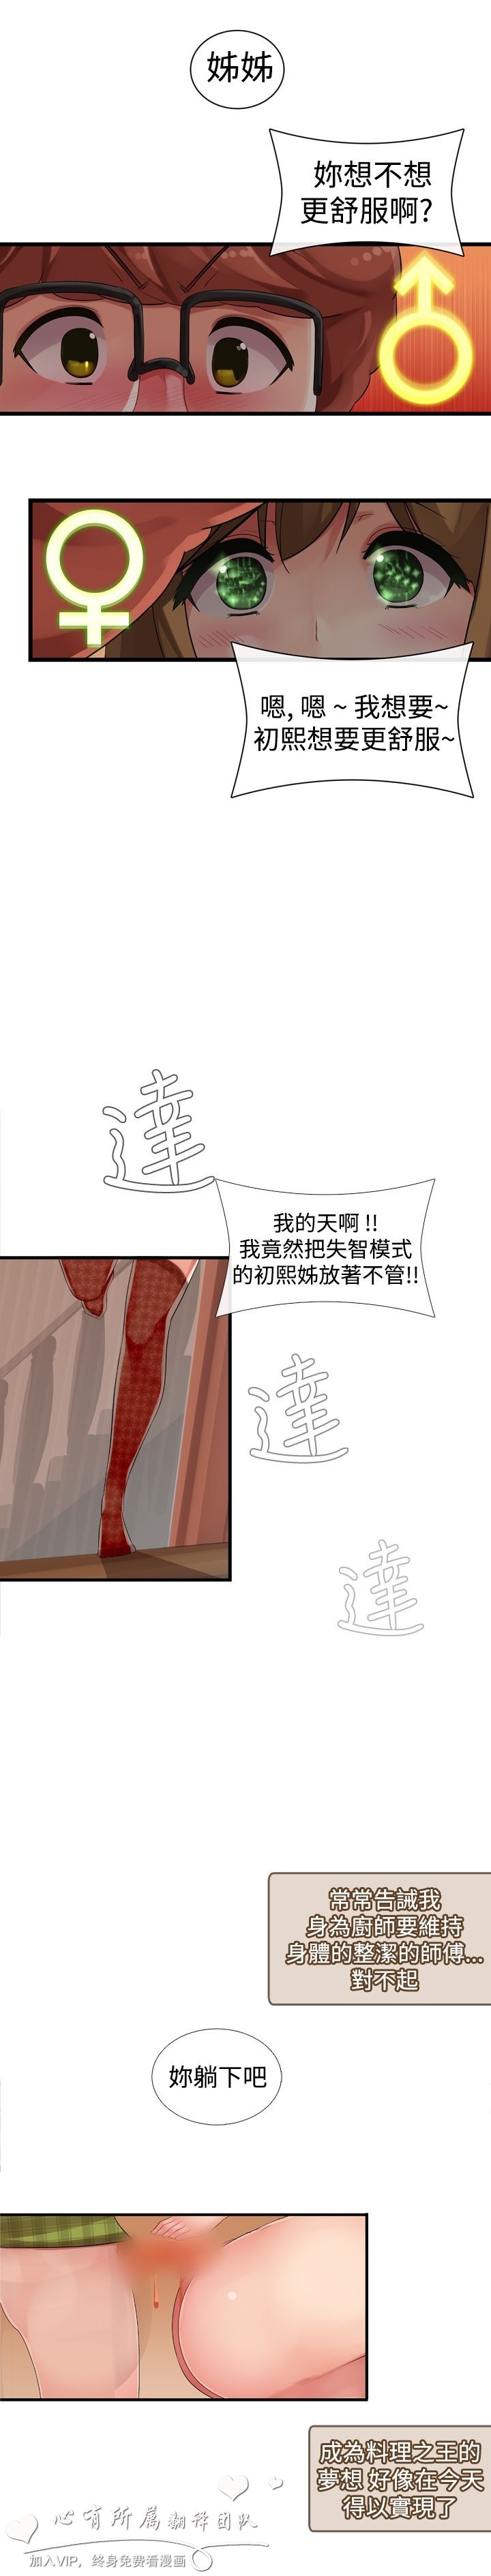 姊姊
妳想不想
更舒服啊?
嗯, 嗯 ~ 我想要~
初熙想要更舒服~
達
我的天啊 !!
我竟然把失智模式
的初熙姊放著不管!!
達
達
常常告誡我
身為廚師要維持
身體的整潔的師傅...
對不起
妳躺下吧
成為料理之王的
夢想 好像在今天
得以實現了
心有所属翻译团队
加入VIP，终身免费看漫画